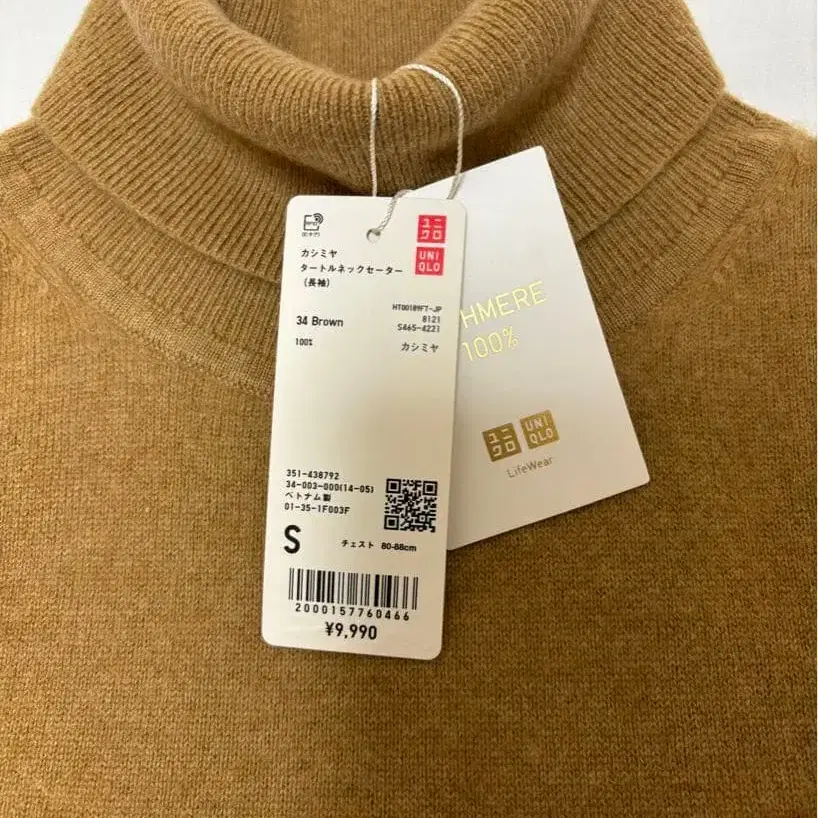 ユニ
クロ
UNI
QLO
カシミヤ
タートルネックセーター
(長袖)
HT00189FT-JP
34 Brown
8121
S465-4221
100%
カシミヤ
351-438792
34-003-000(14-05)
ベトナム製
01-35-1F003F
S
チェスト 80-88cm
2000157760466
¥9,990
HMERE
100%
ユニ
クロ
UNI
QLO
LifeWear